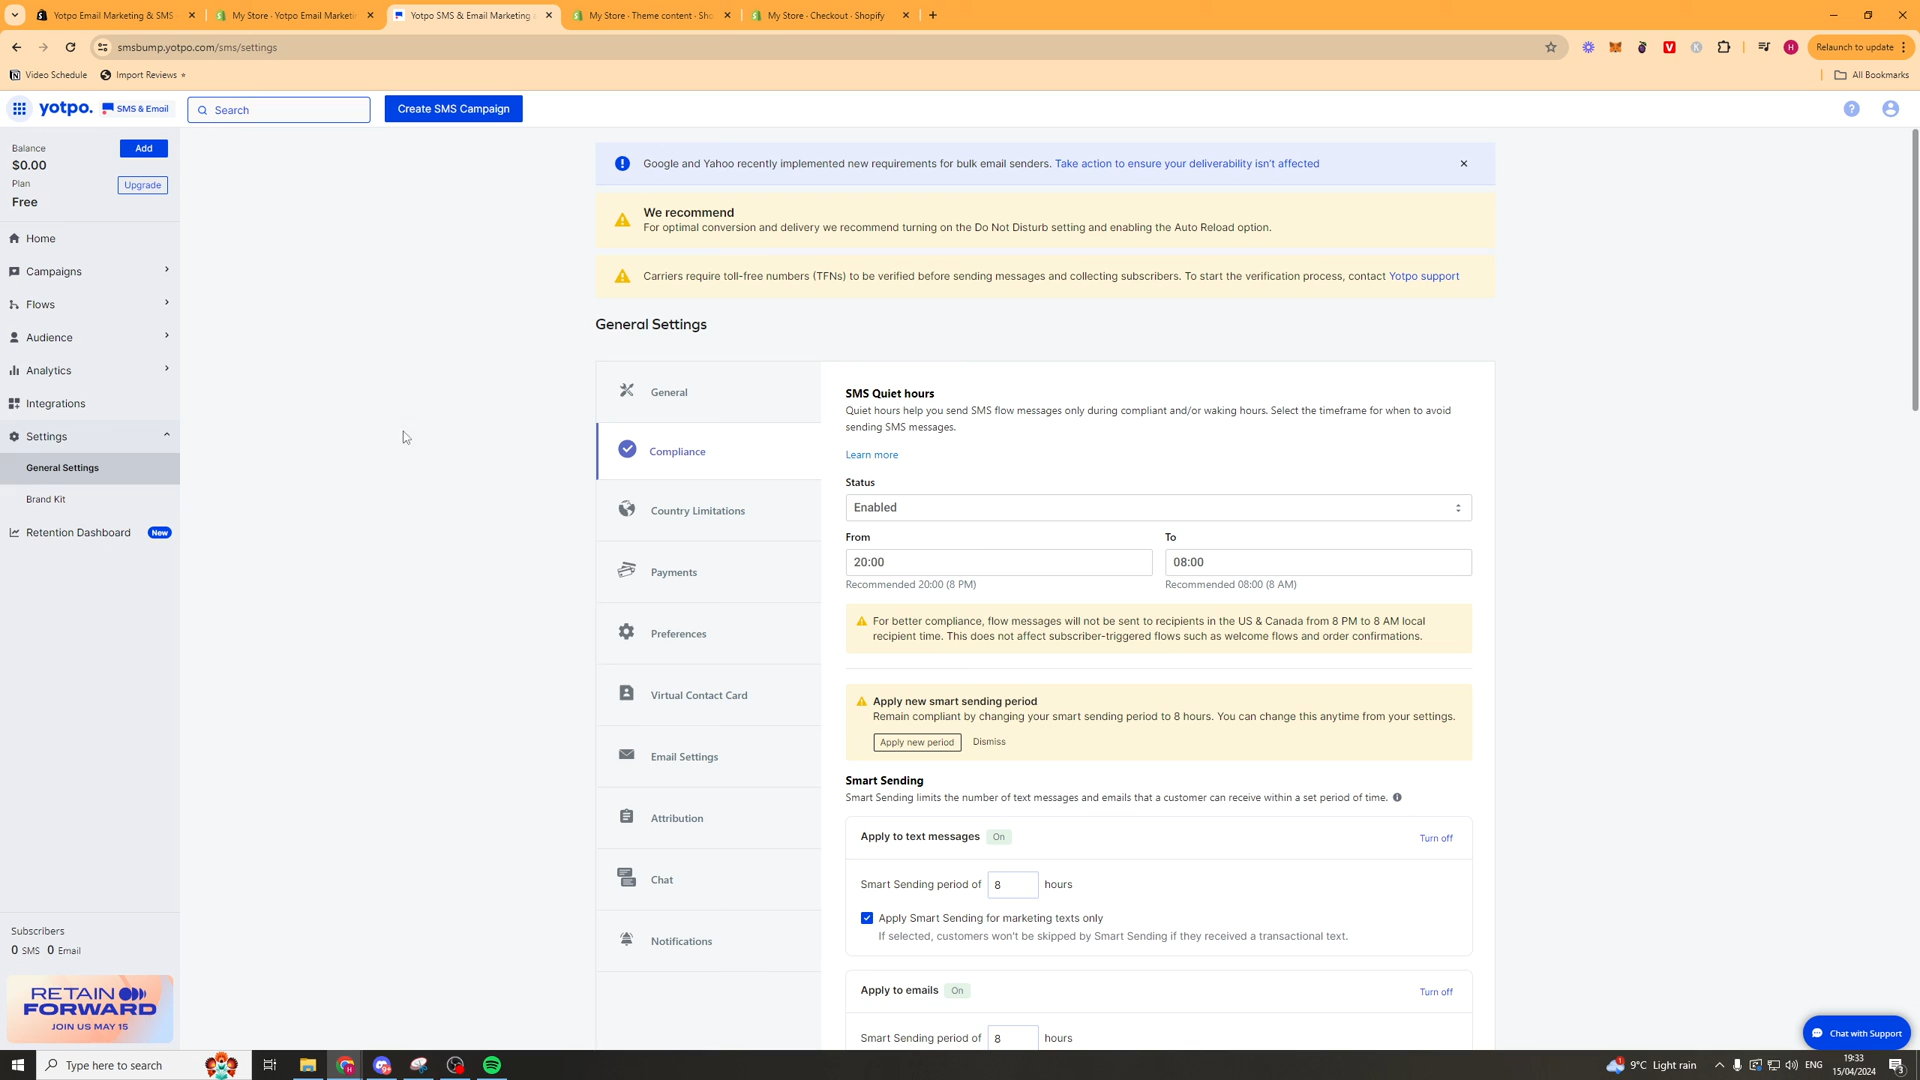 Yotpo Email Marketing & SMS
My Store · Yotpo Email Marketi
Yotpo SMS & Email Marketing
My Store · Theme content · Sho
My Store · Checkout · Shopify
smsbump.yotpo.com/sms/settings
Relaunch to update
Video Schedule
Import Reviews
All Bookmarks
yotpo.
SMS & Email
Search
Create SMS Campaign
Balance
$0.00
Add
Plan
Free
Upgrade
Home
Campaigns
Flows
Audience
Analytics
Integrations
Settings
General Settings
Brand Kit
Retention Dashboard New
Subscribers
0 SMS 0 Email
RETAIN
FORWARD
JOIN US MAY 15
Google and Yahoo recently implemented new requirements for bulk email senders. Take action to ensure your deliverability isn't affected
We recommend
For optimal conversion and delivery we recommend turning on the Do Not Disturb setting and enabling the Auto Reload option.
Carriers require toll-free numbers (TFNs) to be verified before sending messages and collecting subscribers. To start the verification process, contact Yotpo support
General Settings
General
Compliance
Country Limitations
Payments
Preferences
Virtual Contact Card
Email Settings
Attribution
Chat
Notifications
SMS Quiet hours
Quiet hours help you send SMS flow messages only during compliant and/or waking hours. Select the timeframe for when to avoid
sending SMS messages.
Learn more
Status
Enabled
From
To
20:00
08:00
Recommended 20:00 (8 PM)
Recommended 08:00 (8 AM)
For better compliance, flow messages will not be sent to recipients in the US & Canada from 8 PM to 8 AM local
recipient time. This does not affect subscriber-triggered flows such as welcome flows and order confirmations.
Apply new smart sending period
Remain compliant by changing your smart sending period to 8 hours. You can change this anytime from your settings.
Apply new period
Dismiss
Smart Sending
Smart Sending limits the number of text messages and emails that a customer can receive within a set period of time.
Apply to text messages On
Turn off
Smart Sending period of 8 hours
Apply Smart Sending for marketing texts only
If selected, customers won't be skipped by Smart Sending if they received a transactional text.
Apply to emails On
Turn off
Smart Sending period of 8 hours
Chat with Support
Type here to search
9°C Light rain
ENG
19:33
15/04/2024